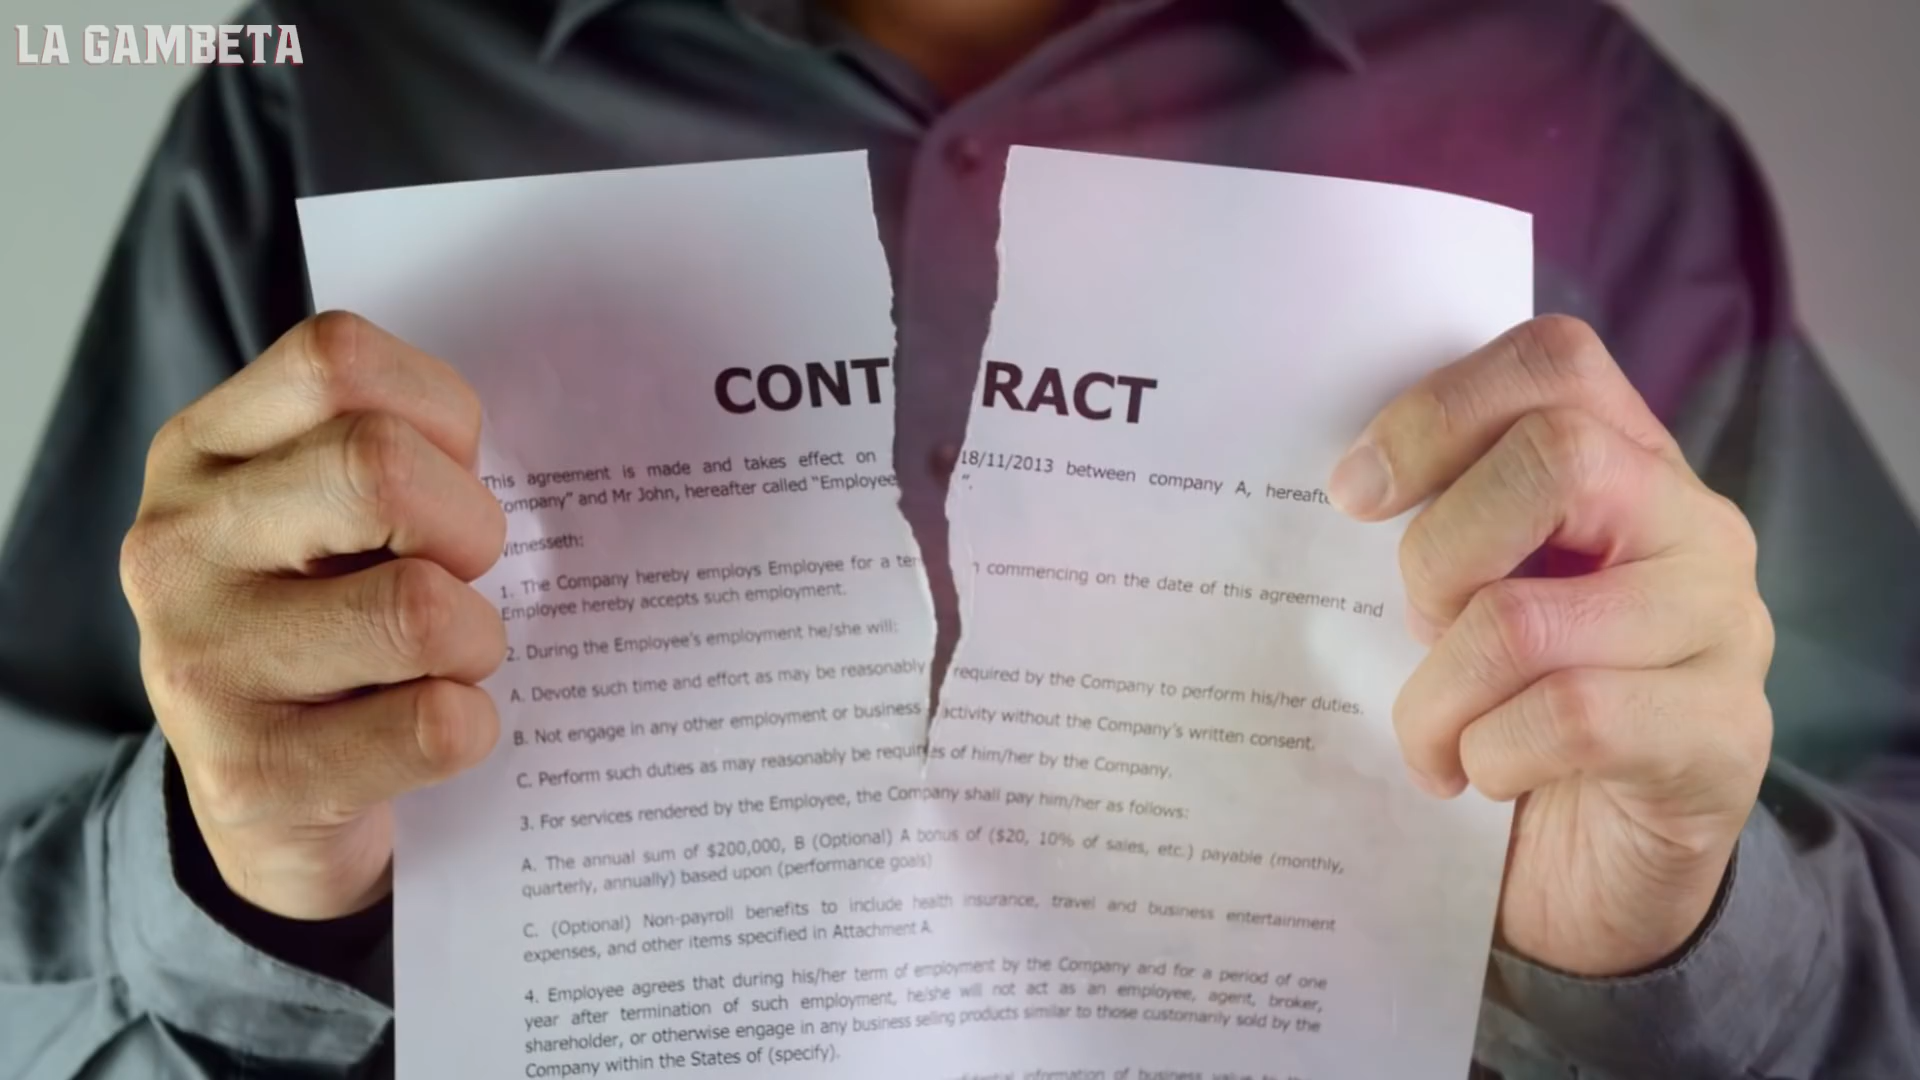 LA GAMBETA
CONTRACT
This agreement is made and takes effect on 18/11/2013 between company A, hereafter
ompany" and Mr John, hereafter called "Employee".
Witnesseth:
1. The Company hereby employs Employee for a ter commencing on the date of this agreement and
Employee hereby accepts such employment.
2. During the Employee's employment he/she will:
A. Devote such time and effort as may be reasonably required by the Company to perform his/her duties.
B. Not engage in any other employment or business activity without the Company's written consent.
C. Perform such duties as may reasonably be requires of him/her by the Company.
3. For services rendered by the Employee, the Company shall pay him/her as follows:
A. The annual sum of $200,000, B (Optional) A bonus of ($20, 10% of sales, etc.) payable (monthly,
quarterly, annually) based upon (performance goals)
C. (Optional) Non-payroll benefits to include health insurance, travel and business entertainment
expenses, and other items specified in Attachment A.
4. Employee agrees that during his/her term of employment by the Company and for a period of one
year after termination of such employment, he/she will not act as an employee, agent, broker,
shareholder, or otherwise engage in any business selling products similar to those customarily sold by the
Company within the States of (specify).
information of business value to